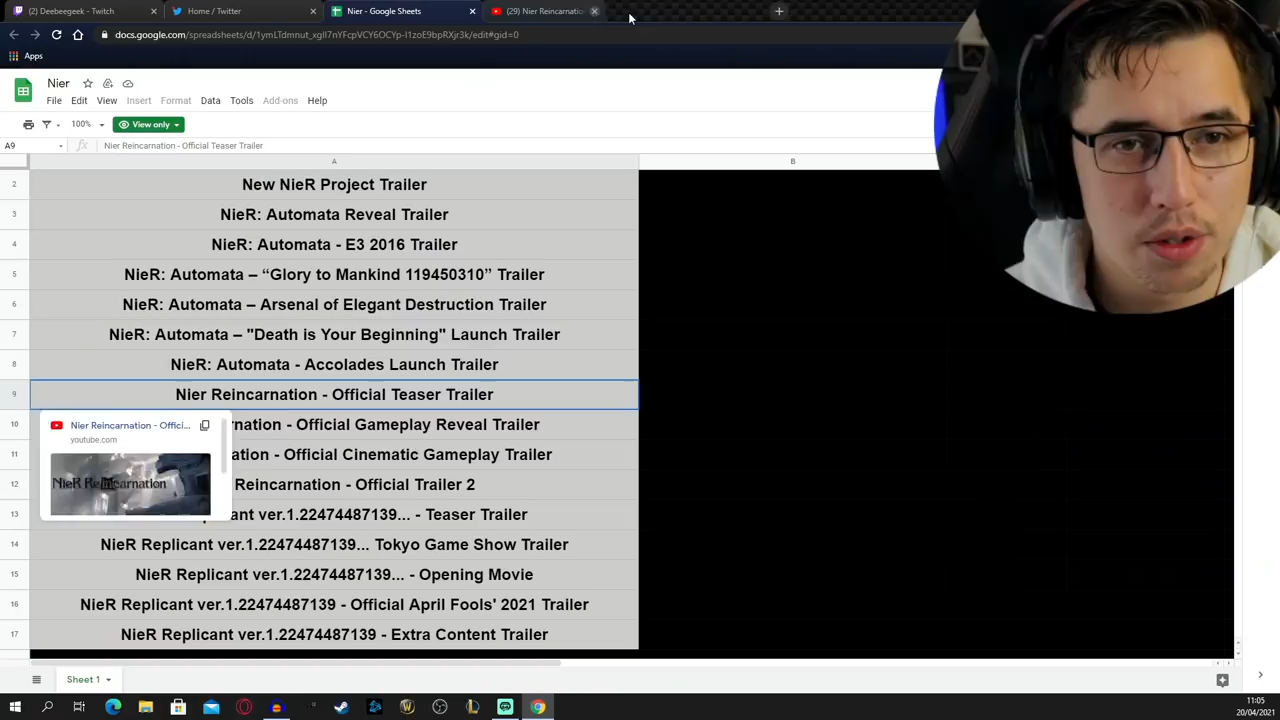 (2) Deebeegeek - Twitch
Home / Twitter
Nier - Google Sheets
(29) Nier Reincarnatio
docs.google.com/spreadsheets/d/1ymLTdmnut_xgII7nYFcpVCY6OCYp-I1zoE9bpRXjr3k/edit#gid=0
Apps
Nier
File Edit View Insert Format Data Tools Add-ons Help
100% View only
A9 fx Nier Reincarnation - Official Teaser Trailer
A B
2 New NieR Project Trailer
3 NieR: Automata Reveal Trailer
4 NieR: Automata - E3 2016 Trailer
5 NieR: Automata – “Glory to Mankind 119450310” Trailer
6 NieR: Automata – Arsenal of Elegant Destruction Trailer
7 NieR: Automata – "Death is Your Beginning" Launch Trailer
8 NieR: Automata - Accolades Launch Trailer
9 Nier Reincarnation - Official Teaser Trailer
10 rnation - Official Gameplay Reveal Trailer
11 ation - Official Cinematic Gameplay Trailer
12 Reincarnation - Official Trailer 2
13 plicant ver.1.22474487139... - Teaser Trailer
14 NieR Replicant ver.1.22474487139... Tokyo Game Show Trailer
15 NieR Replicant ver.1.22474487139... - Opening Movie
16 NieR Replicant ver.1.22474487139 - Official April Fools' 2021 Trailer
17 NieR Replicant ver.1.22474487139 - Extra Content Trailer
Nier Reincarnation - Offici...
youtube.com
NieR Re[in]carnation
Sheet 1
11:05
20/04/2021